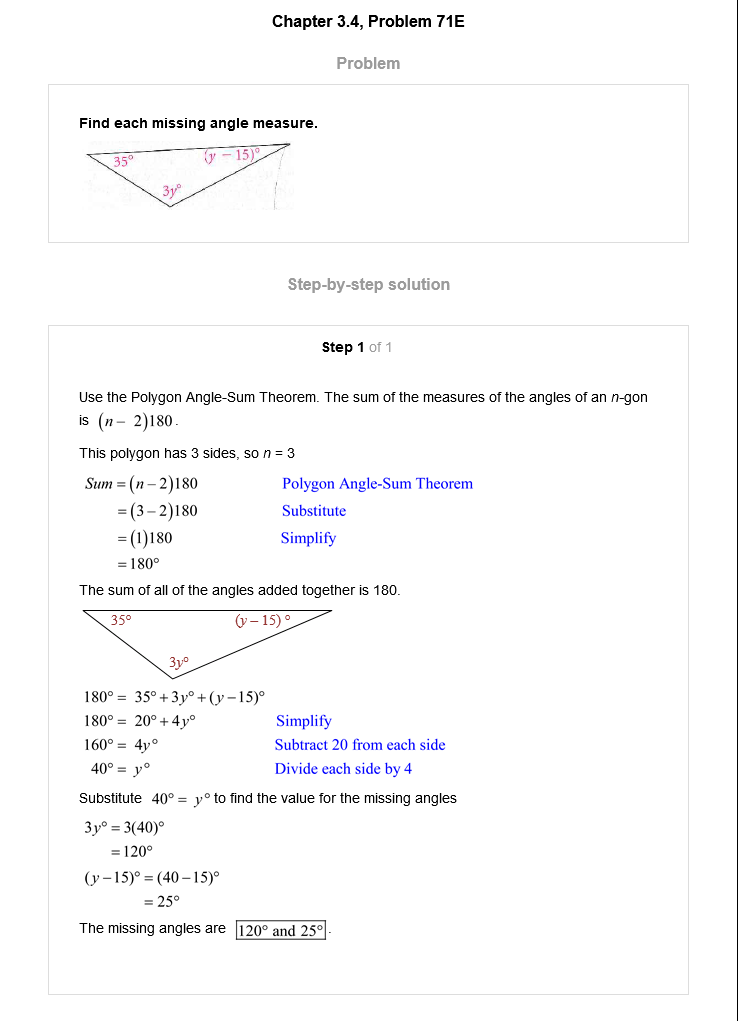 Chapter 3.4, Problem 71E
Problem
Find each missing angle measure.
35° (y − 15)°
3y°
Step-by-step solution
Step 1 of 1
Use the Polygon Angle-Sum Theorem. The sum of the measures of the angles of an n-gon
is (n − 2)180.
This polygon has 3 sides, so n = 3
Sum = (n − 2)180 Polygon Angle-Sum Theorem
= (3 − 2)180 Substitute
= (1)180 Simplify
= 180°
The sum of all of the angles added together is 180.
35° (y − 15) °
3y°
180° = 35° + 3y° + (y − 15)°
180° = 20° + 4y° Simplify
160° = 4y° Subtract 20 from each side
40° = y° Divide each side by 4
Substitute 40° = y° to find the value for the missing angles
3y° = 3(40)°
= 120°
(y − 15)° = (40 − 15)°
= 25°
The missing angles are 120° and 25°.